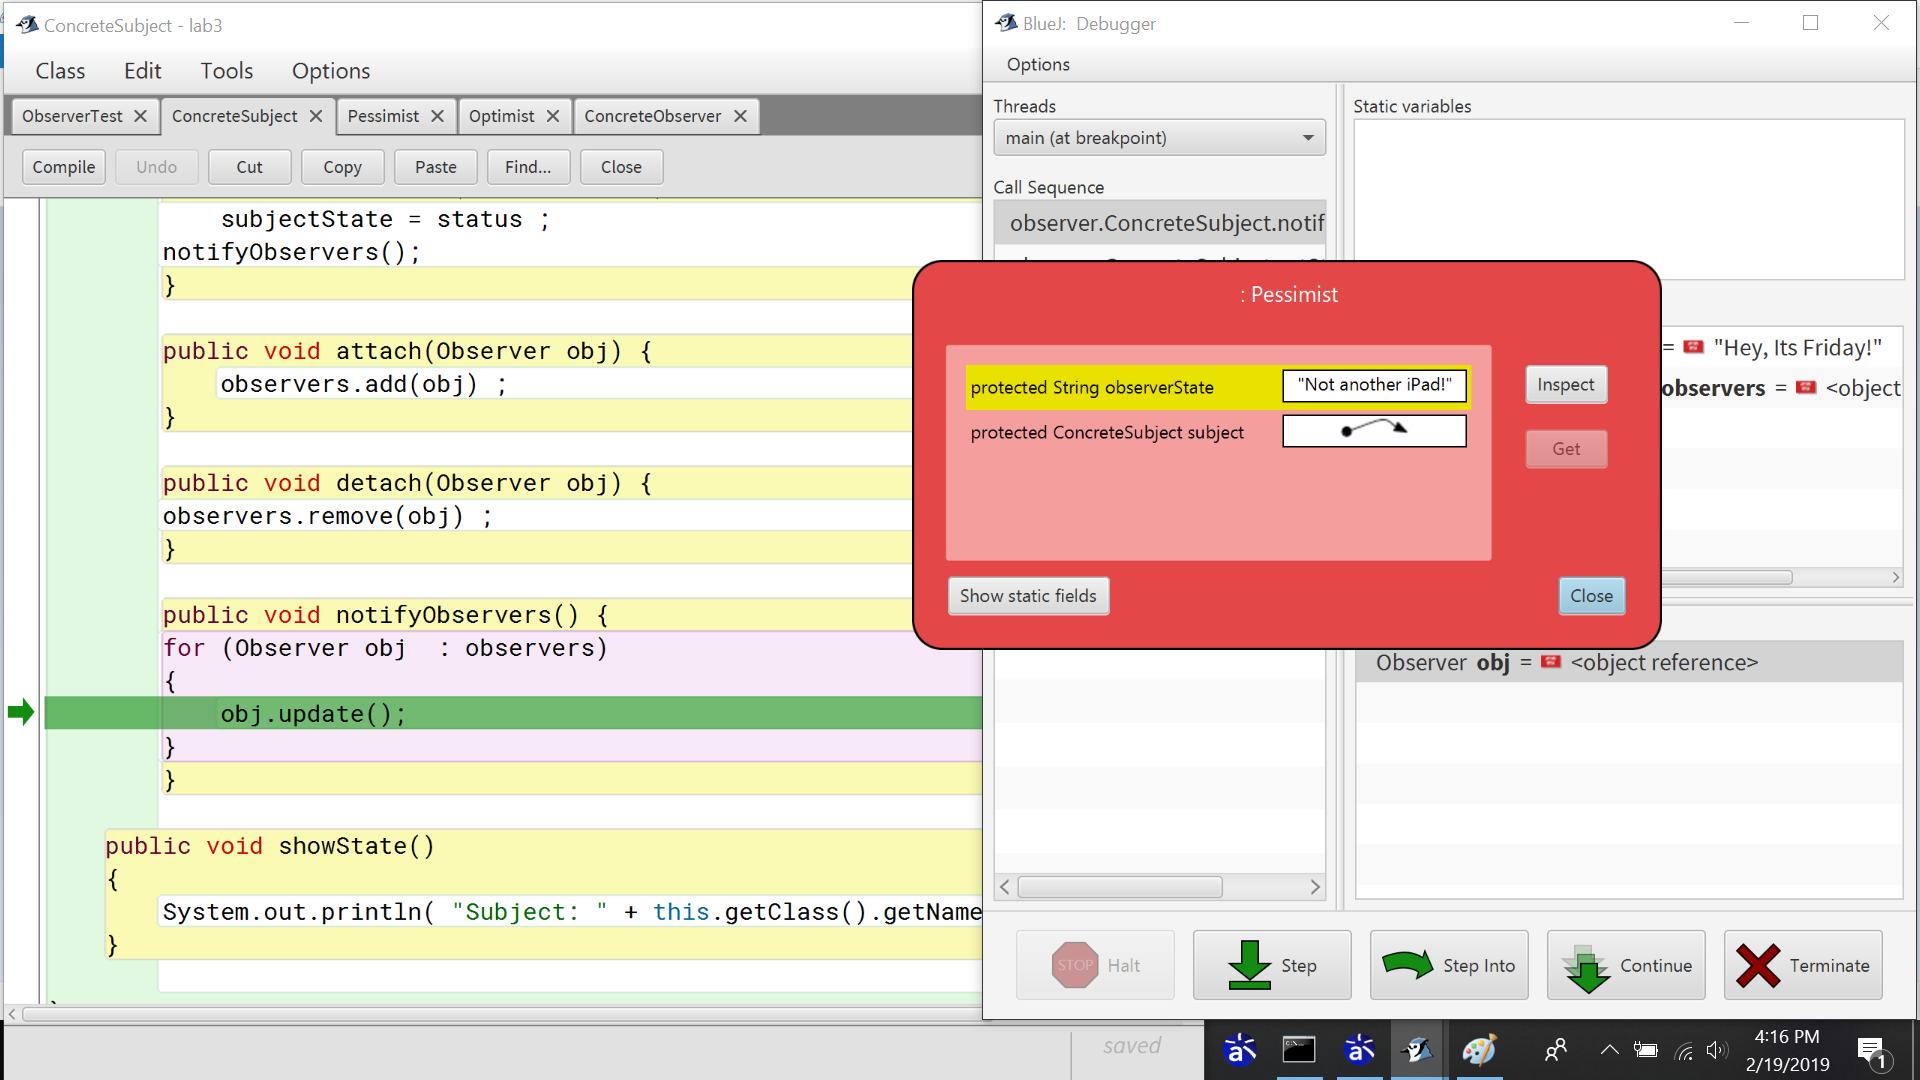 ConcreteSubject - lab3
Class Edit Tools Options
ObserverTest ConcreteSubject Pessimist Optimist ConcreteObserver
Compile Undo Cut Copy Paste Find... Close
subjectState = status ;
notifyObservers();
}
public void attach(Observer obj) {
observers.add(obj) ;
}
public void detach(Observer obj) {
observers.remove(obj) ;
}
public void notifyObservers() {
for (Observer obj  : observers)
{
obj.update();
}
}
public void showState()
{
System.out.println( "Subject: " + this.getClass().getName
}
saved
BlueJ:  Debugger
Options
Threads
main (at breakpoint)
Call Sequence
observer.ConcreteSubject.notif
Static variables
= "Hey, Its Friday!"
observers = <object
: Pessimist
protected String observerState "Not another iPad!"
protected ConcreteSubject subject
Inspect
Get
Show static fields
Close
Observer obj = <object reference>
STOP Halt
Step
Step Into
Continue
Terminate
4:16 PM
2/19/2019
1